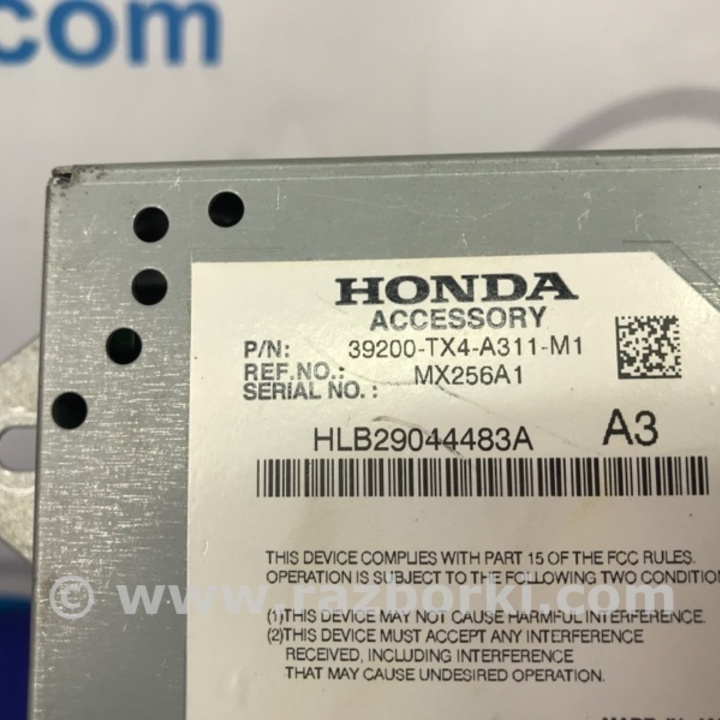 com
HONDA
ACCESSORY
P/N: 39200-TX4-A311-M1
REF.NO.: MX256A1
SERIAL NO. :
HLB29044483A A3
THIS DEVICE COMPLIES WITH PART 15 OF THE FCC RULES.
OPERATION IS SUBJECT TO THE FOLLOWING TWO CONDITIO
© www.razborki.com
(1)THIS DEVICE MAY NOT CAUSE HARMFUL INTERFERENCE.
(2)THIS DEVICE MUST ACCEPT ANY INTERFERENCE
RECEIVED, INCLUDING INTERFERENCE
THAT MAY CAUSE UNDESIRED OPERATION.